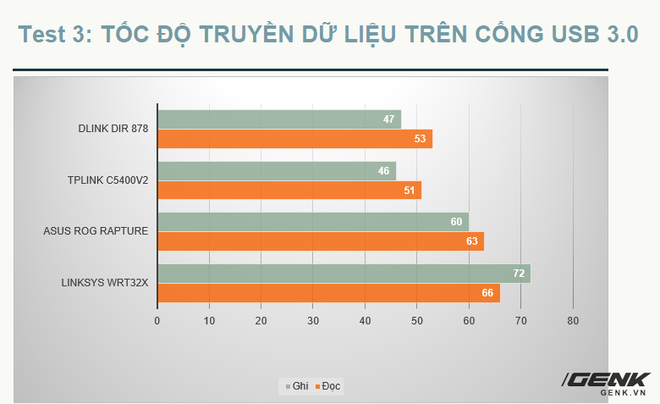 Test 3: TỐC ĐỘ TRUYỀN DỮ LIỆU TRÊN CỔNG USB 3.0
DLINK DIR 878
47
53
TPLINK C5400V2
46
51
ASUS ROG RAPTURE
60
63
LINKSYS WRT32X
72
66
0 10 20 30 40 50 60 70 80
Ghi Đọc
GENK
GENK.VN